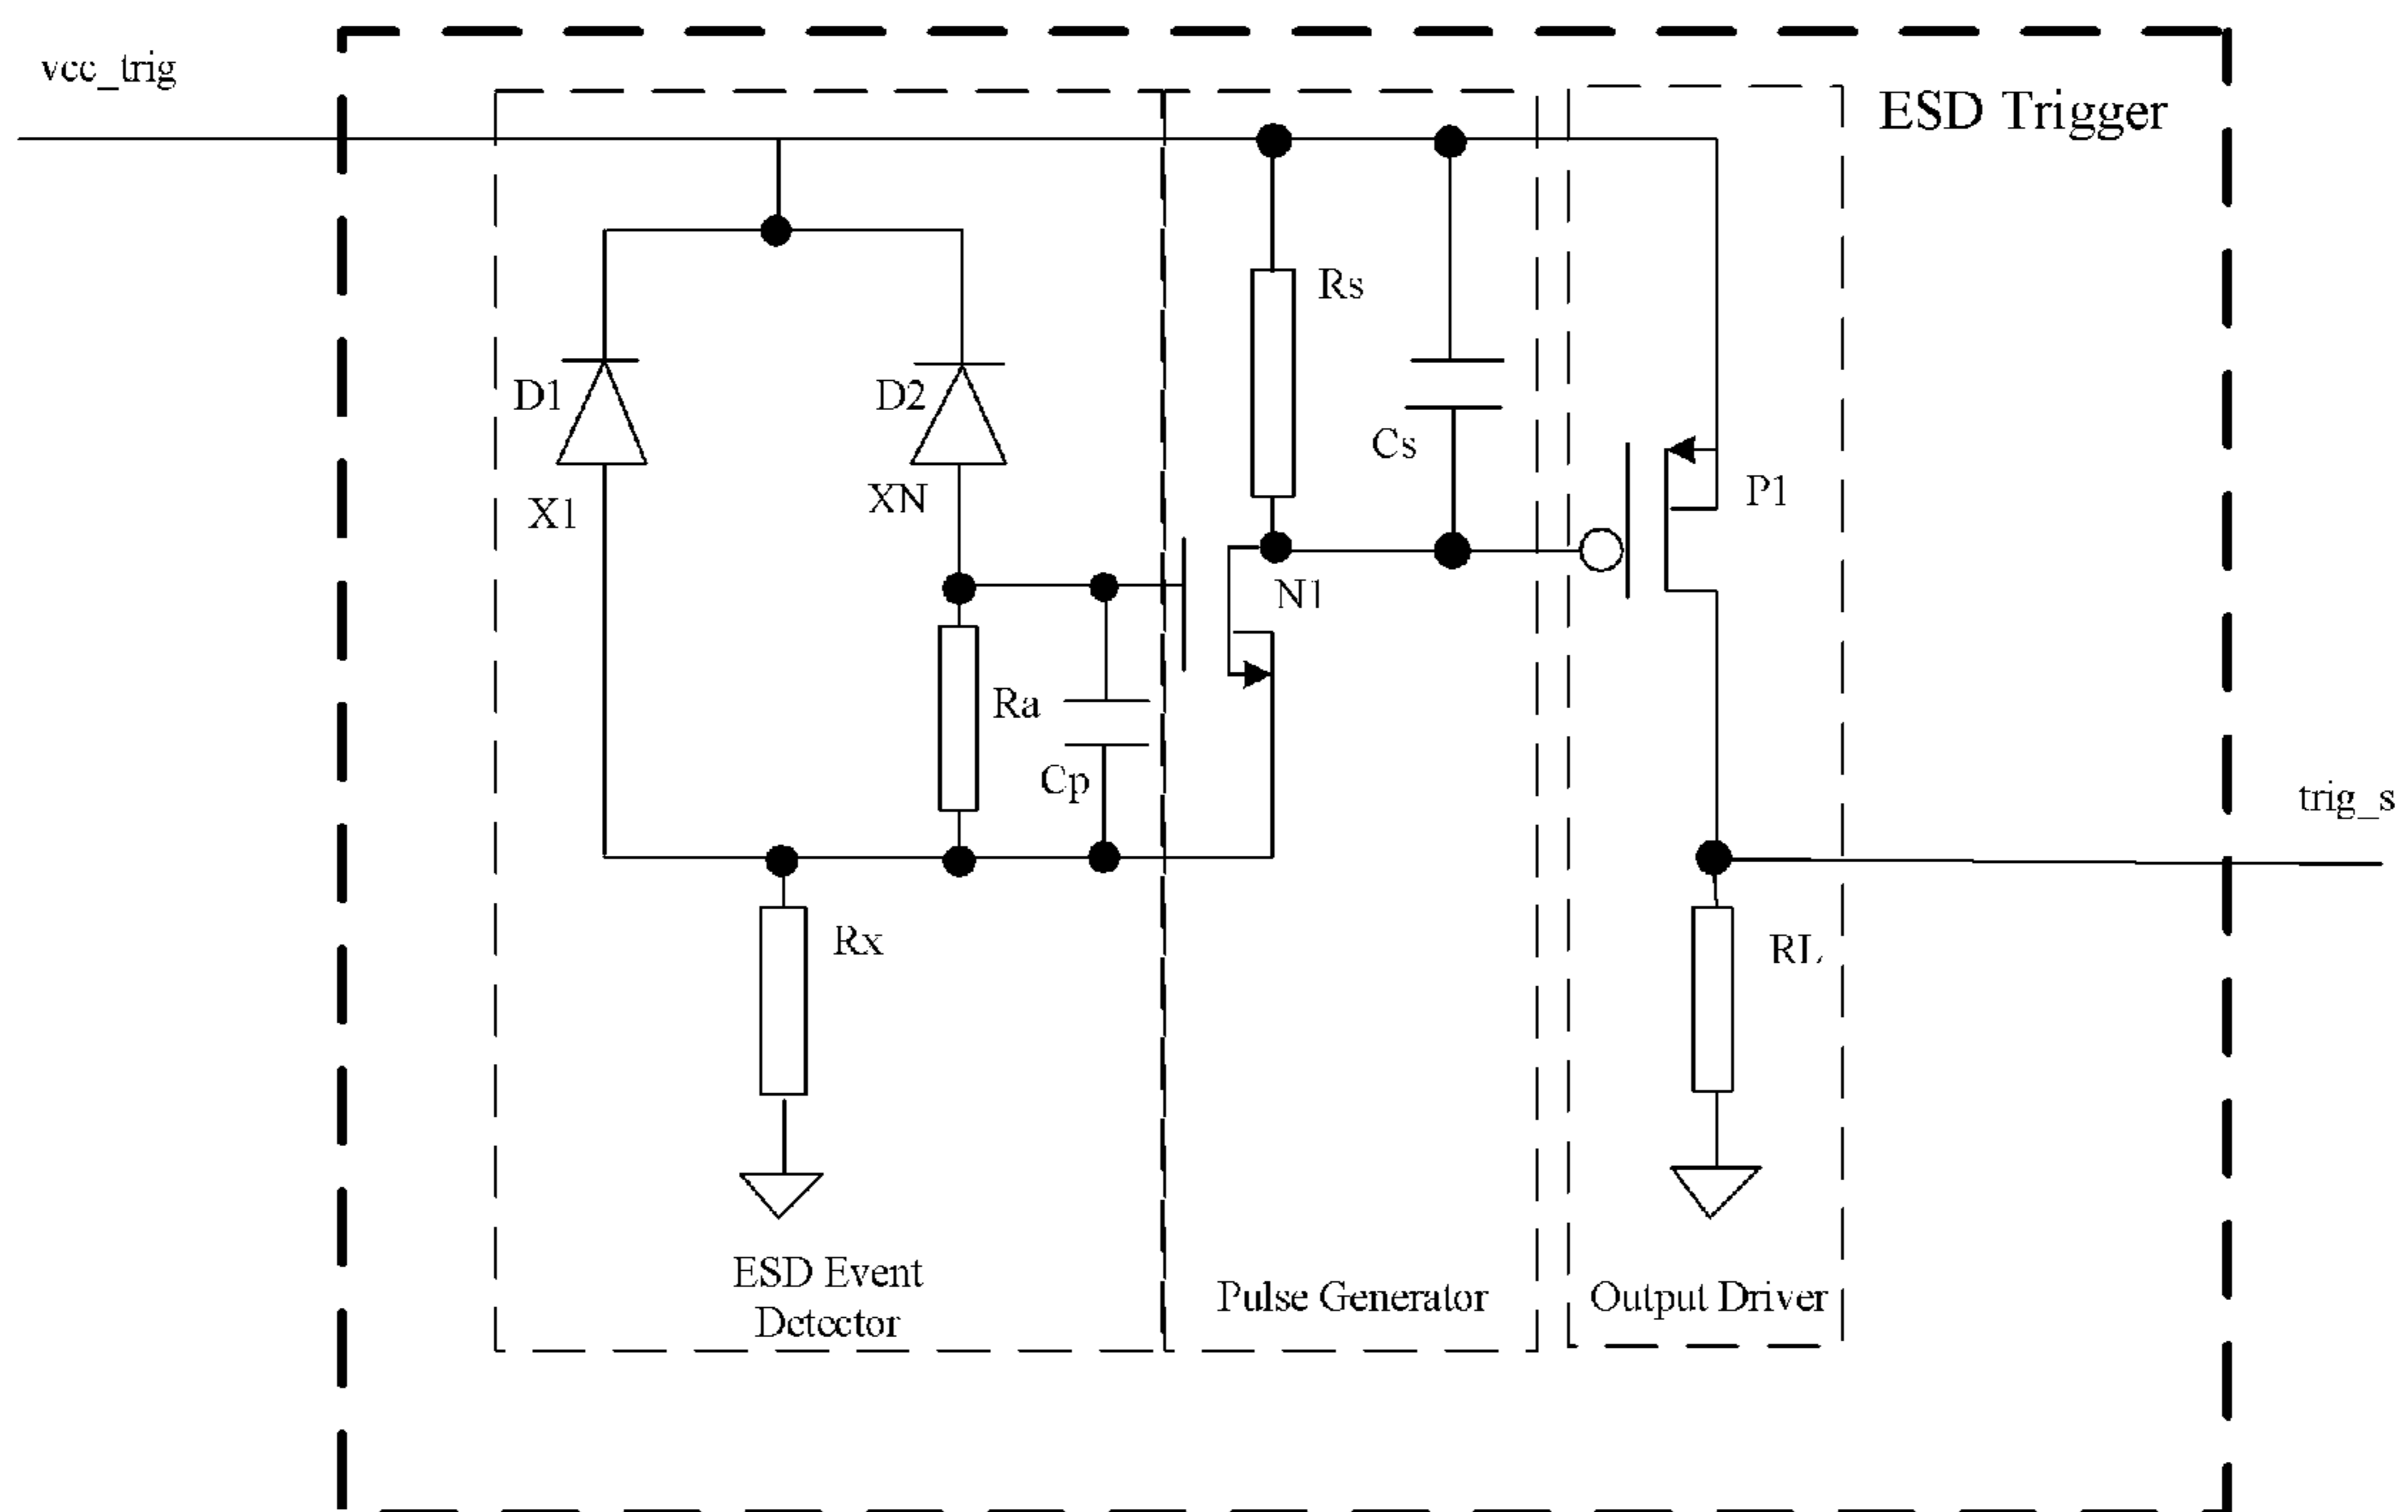 vcc_trig
ESD Trigger
Rs
D1
D2
Cs
X1
XN
P1
N1
Ra
Cp
trig_s
Rx
RL
ESD Event
Detector
Pulse Generator
Output Driver